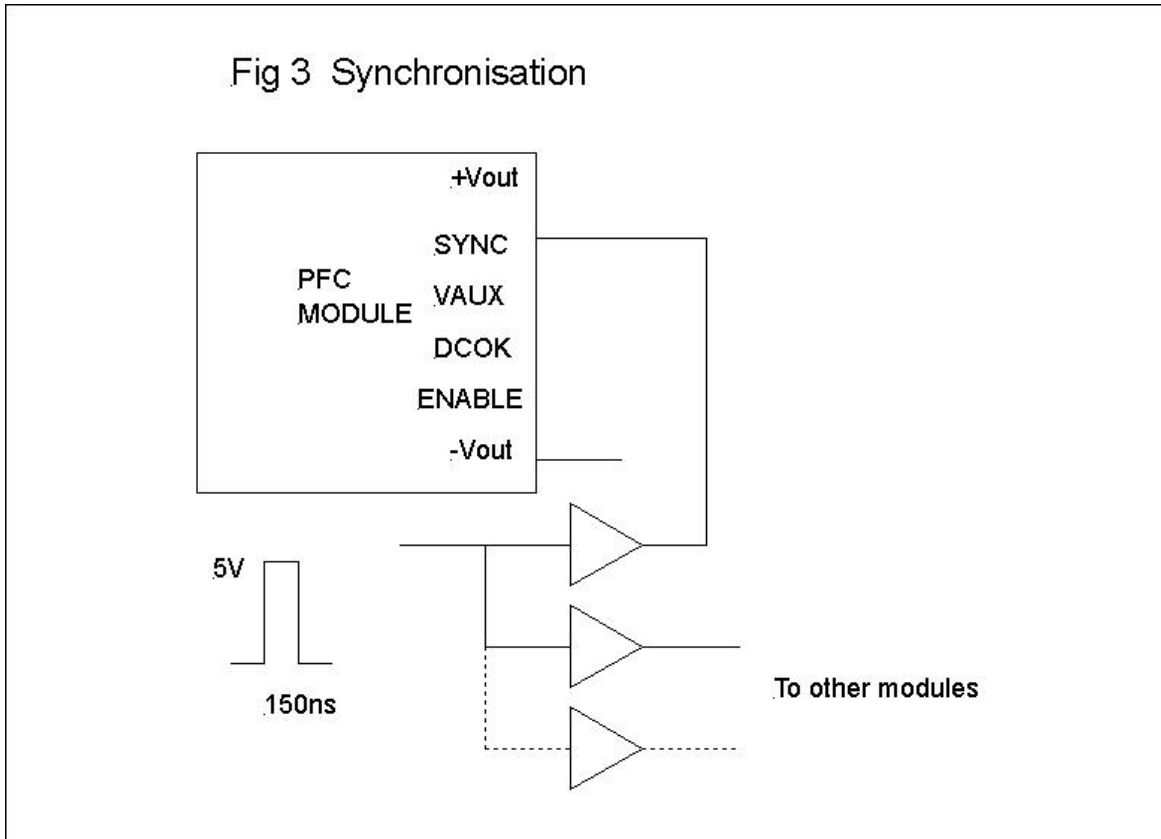 Fig 3 Synchronisation
+Vout
SYNC
PFC
MODULE
VAUX
DCOK
ENABLE
-Vout
5V
150ns
To other modules